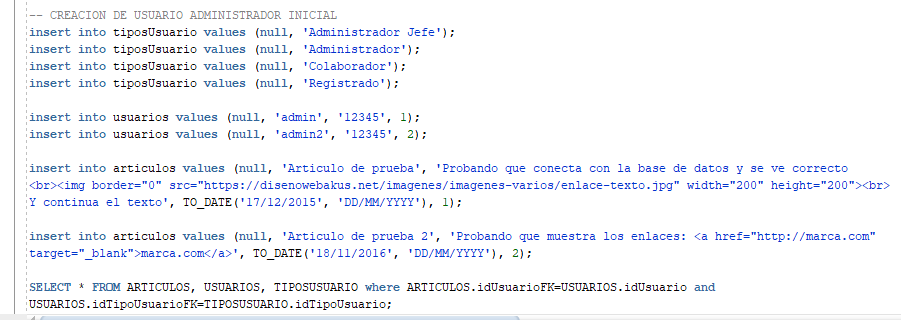 -- CREACION DE USUARIO ADMINISTRADOR INICIAL
insert into tiposUsuario values (null, 'Administrador Jefe');
insert into tiposUsuario values (null, 'Administrador');
insert into tiposUsuario values (null, 'Colaborador');
insert into tiposUsuario values (null, 'Registrado');
insert into usuarios values (null, 'admin', '12345', 1);
insert into usuarios values (null, 'admin2', '12345', 2);
insert into articulos values (null, 'Articulo de prueba', 'Probando que conecta con la base de datos y se ve correcto
<br><img border="0" src="https://disenowebakus.net/imagenes/imagenes-varios/enlace-texto.jpg" width="200" height="200"><br>
Y continua el texto', TO_DATE('17/12/2015', 'DD/MM/YYYY'), 1);
insert into articulos values (null, 'Articulo de prueba 2', 'Probando que muestra los enlaces: <a href="http://marca.com"
target="_blank">marca.com</a>', TO_DATE('18/11/2016', 'DD/MM/YYYY'), 2);
SELECT * FROM ARTICULOS, USUARIOS, TIPOSUSUARIO where ARTICULOS.idUsuarioFK=USUARIOS.idUsuario and
USUARIOS.idTipoUsuarioFK=TIPOSUSUARIO.idTipoUsuario;